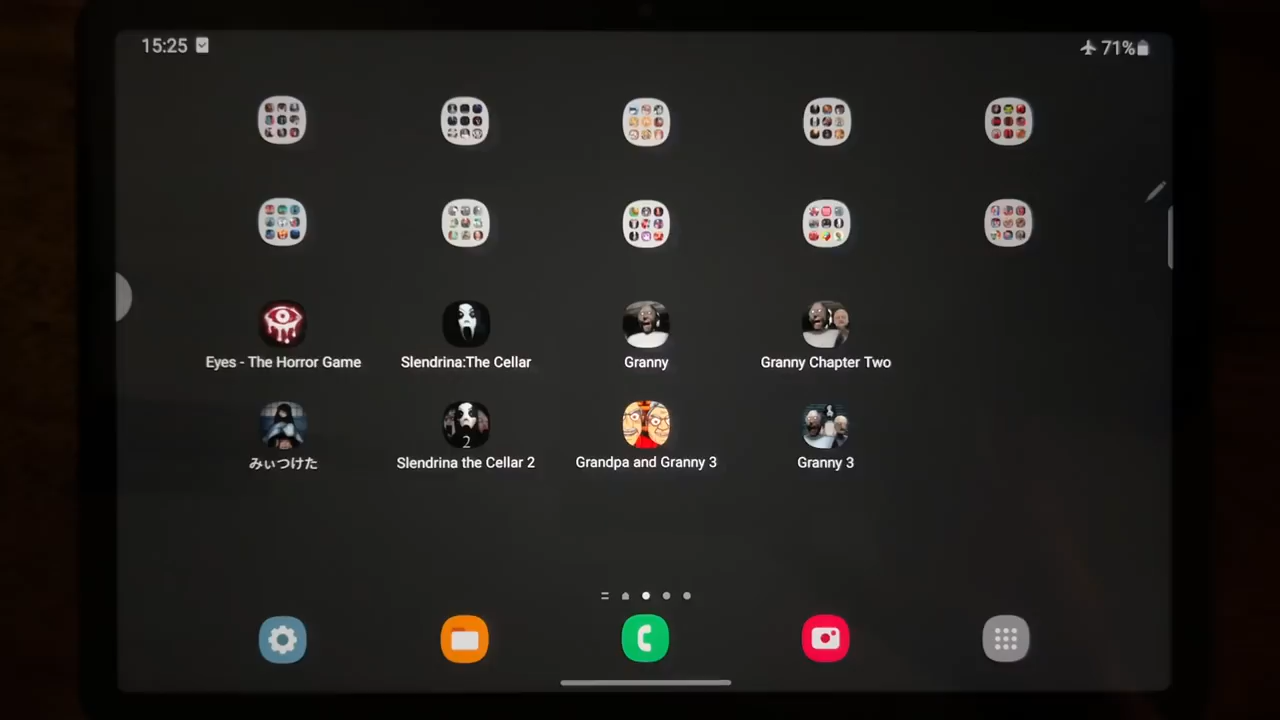 15:25
71%
Eyes - The Horror Game
Slendrina:The Cellar
Granny
Granny Chapter Two
みぃつけた
2
Slendrina the Cellar 2
Grandpa and Granny 3
Granny 3